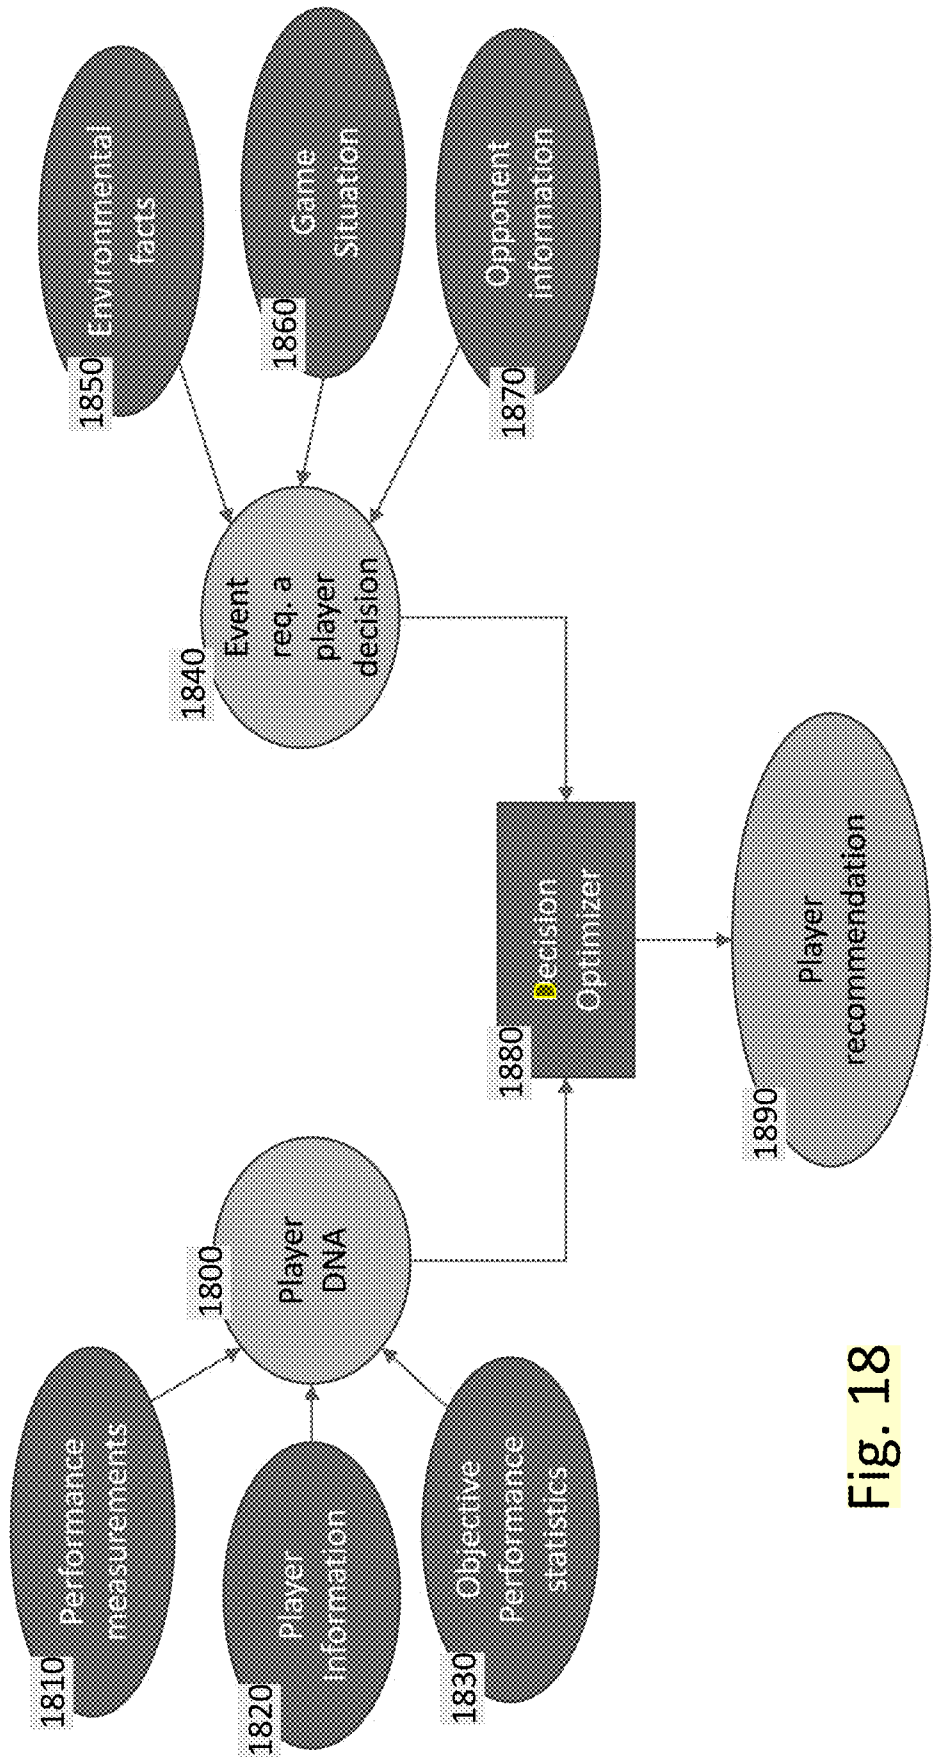 1810
Performance
measurements
1820
Player
information
1830
Objective
Performance
statistics
1800
Player
DNA
1840
Event
req. a
player
decision
1850
Environmental
facts
1860
Game
Situation
1870
Opponent
information
1880
Decision
Optimizer
1890
Player
recommendation
Fig. 18